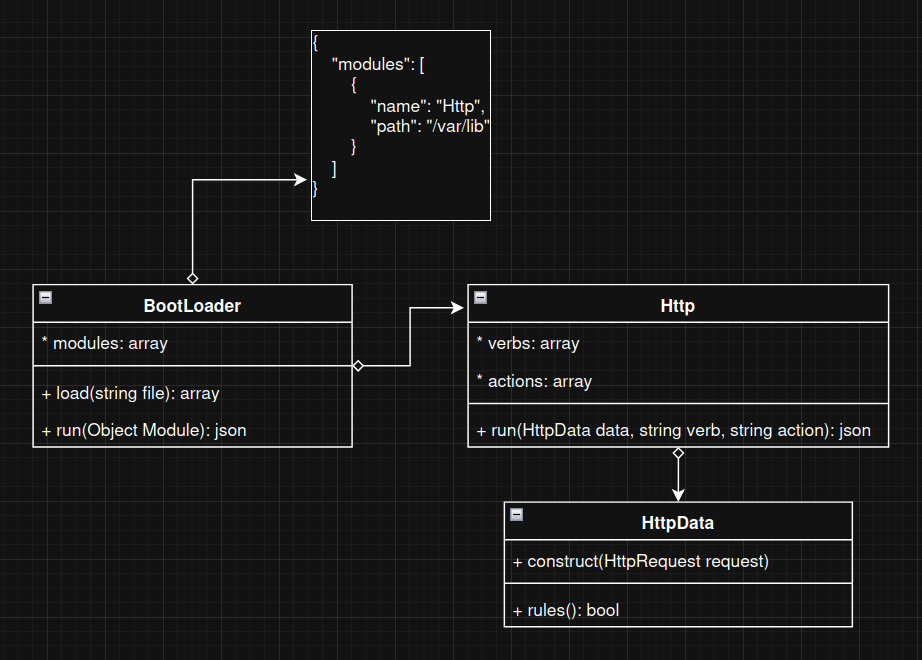 {
"modules": [
{
"name": "Http",
"path": "/var/lib"
}
]
}
BootLoader
* modules: array
+ load(string file): array
+ run(Object Module): json
Http
* verbs: array
* actions: array
+ run(HttpData data, string verb, string action): json
HttpData
+ construct(HttpRequest request)
+ rules(): bool